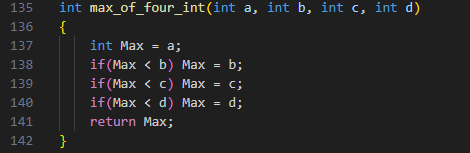 135 int max_of_four_int(int a, int b, int c, int d)
136 {
137     int Max = a;
138     if(Max < b) Max = b;
139     if(Max < c) Max = c;
140     if(Max < d) Max = d;
141     return Max;
142 }